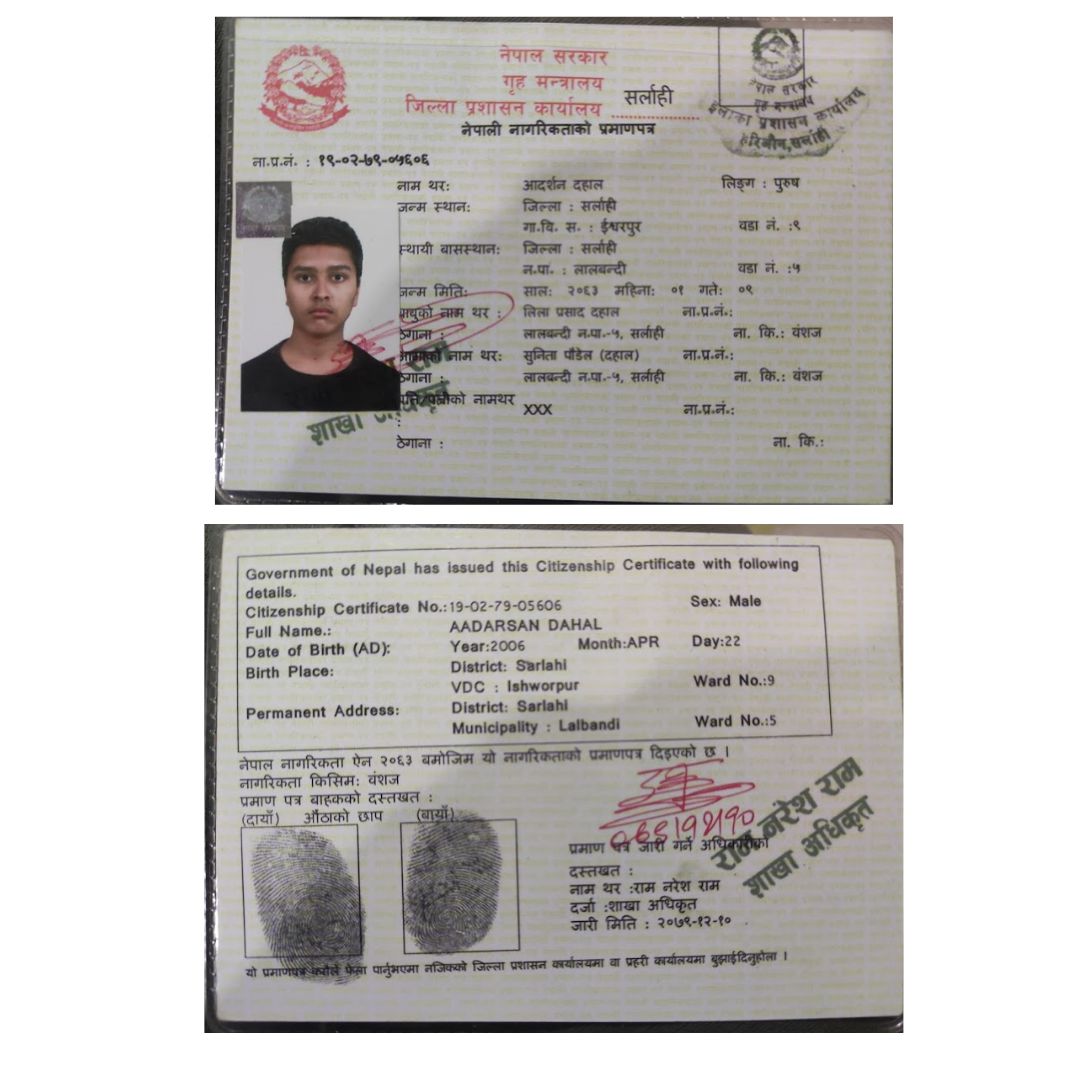 नेपाल सरकार
गृह मन्त्रालय
जिल्ला प्रशासन कार्यालय सर्लाही
नेपाली नागरिकताको प्रमाणपत्र
नेपाल सरकार
गृह मन्त्रालय
इलाका प्रशासन कार्यालय
हरिऔन, सर्लाही
ना.प्र.नं. : १९-०२-७९-०५६०६
नाम थर: आदर्शन दहाल लिङ्ग : पुरुष
जन्म स्थान: जिल्ला : सर्लाही
गा.वि. स. : ईश्वरपुर वडा नं. :९
स्थायी बासस्थान: जिल्ला : सर्लाही
न.पा. : लालबन्दी वडा नं. :५
जन्म मिति: साल: २०६३ महिना: ०१ गते: ०९
बाबुको नाम थर : लिला प्रसाद दहाल ना.प्र.नं.:
ठेगाना : लालबन्दी न.पा.-५, सर्लाही ना. कि.: वंशज
आमाको नाम थर: सुनिता पौडेल (दहाल) ना.प्र.नं.:
ठेगाना : लालबन्दी न.पा.-५, सर्लाही ना. कि.: वंशज
पति/पत्नीको नामथर : XXX ना.प्र.नं.:
ठेगाना : ना. कि.:
राम
शाखा अधिकृत
Government of Nepal has issued this Citizenship Certificate with following
details.
Citizenship Certificate No.:19-02-79-05606 Sex: Male
Full Name.: AADARSAN DAHAL
Date of Birth (AD): Year:2006 Month:APR Day:22
Birth Place: District: Sarlahi
VDC : Ishworpur Ward No.:9
Permanent Address: District: Sarlahi
Municipality : Lalbandi Ward No.:5
नेपाल नागरिकता ऐन २०६३ बमोजिम यो नागरिकताको प्रमाणपत्र दिइएको छ ।
नागरिकता किसिम: वंशज
प्रमाण पत्र बाहकको दस्तखत :
(दायाँ) औंठाको छाप (बायाँ)
प्रमाण पत्र जारी गर्ने अधिकारीको
दस्तखत :
नाम थर :राम नरेश राम
दर्जा :शाखा अधिकृत
जारी मिति : २०७९-१२-१०
राम नरेश राम
शाखा अधिकृत
यो प्रमाणपत्र कसैले फेला पार्नुभएमा नजिकको जिल्ला प्रशासन कार्यालयमा वा प्रहरी कार्यालयमा बुझाईदिनुहोला ।